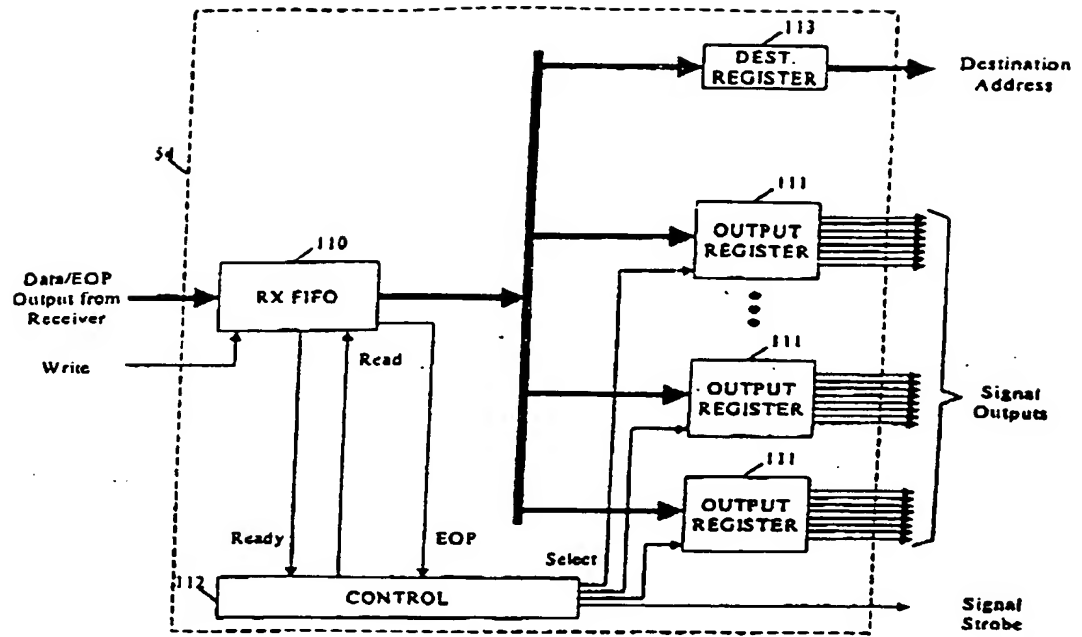 113
DEST.
REGISTER
Destination
Address
54
111
OUTPUT
REGISTER
110
Data/EOP
Output from
Receiver
RX FIFO
Write
Read
111
OUTPUT
REGISTER
Signal
Outputs
111
OUTPUT
REGISTER
Ready
EOP
Select
112
CONTROL
Signal
Strobe